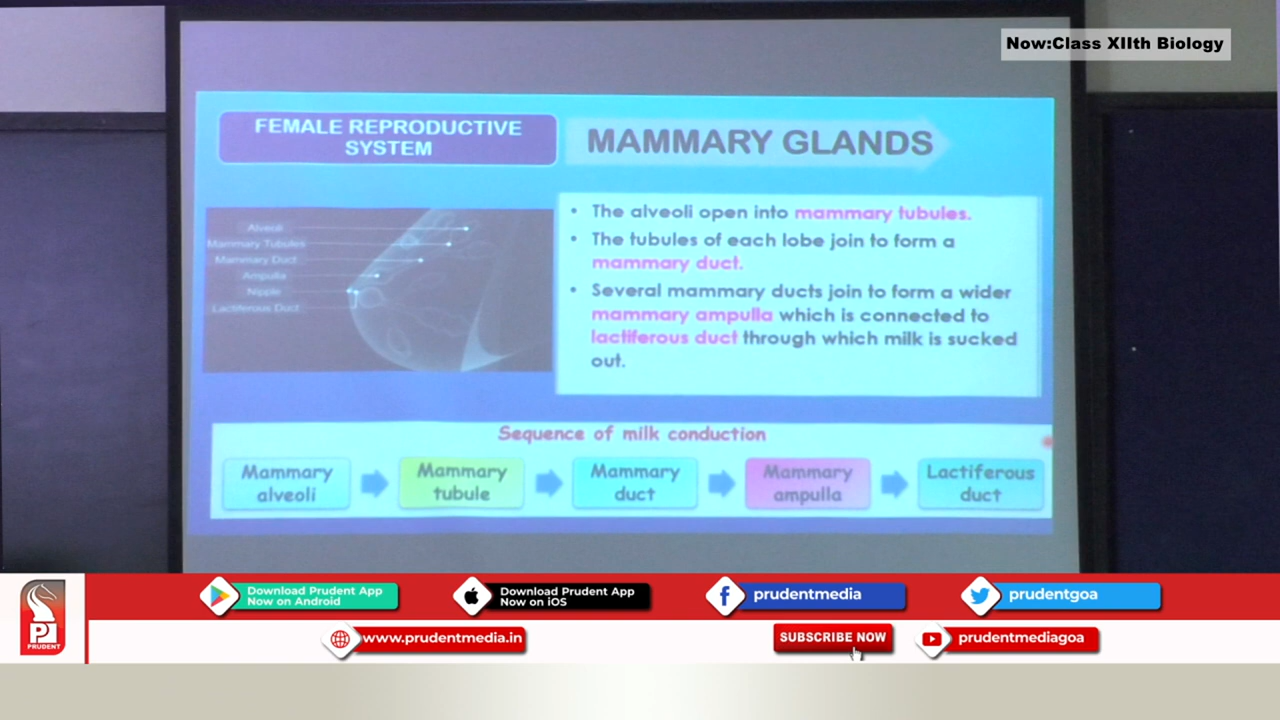 Now:Class XIIth Biology
FEMALE REPRODUCTIVE
SYSTEM
MAMMARY GLANDS
Alveoli
Mammary Tubules
Mammary Duct
Ampulla
Nipple
Lactiferous Duct
• The alveoli open into mammary tubules.
• The tubules of each lobe join to form a
mammary duct.
• Several mammary ducts join to form a wider
mammary ampulla which is connected to
lactiferous duct through which milk is sucked
out.
Sequence of milk conduction
Mammary
alveoli
Mammary
tubule
Mammary
duct
Mammary
ampulla
Lactiferous
duct
PRUDENT
Download Prudent App
Now on Android
Download Prudent App
Now on iOS
prudentmedia
prudentgoa
www.prudentmedia.in
SUBSCRIBE NOW
prudentmediagoa